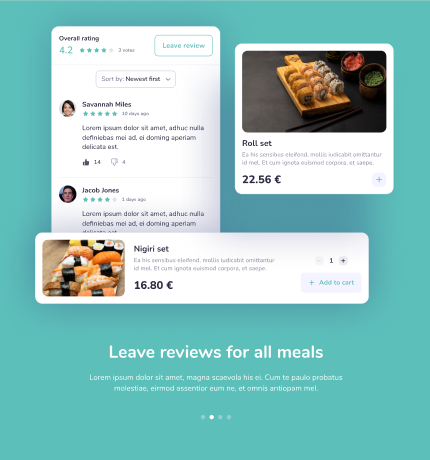 Overall rating
4.2
3 votes
Leave review
Sort by: Newest first
Savannah Miles
10 days ago
Lorem ipsum dolor sit amet, adhuc nulla
definiebas mei ad, ei doming aperiam
delicata est.
14
4
Jacob Jones
1 days ago
Lorem ipsum dolor sit amet, adhuc nulla
definiebas mei ad, ei doming aperiam
delicata est.
Roll set
Ea his sensibus eleifend, mollis iudicabit omittantur
id mel. Et cum ignota euismod corpora, et saepe.
22.56 €
+
Nigiri set
Ea his sensibus eleifend, mollis iudicabit omittantur
id mel. Et cum ignota euismod corpora, et saepe.
16.80 €
- 1 +
+ Add to cart
Leave reviews for all meals
Lorem ipsum dolor sit amet, magna scaevola his ei. Cum te paulo probatus
molestiae, eirmod assentior eum ne, et omnis antiopam mel.